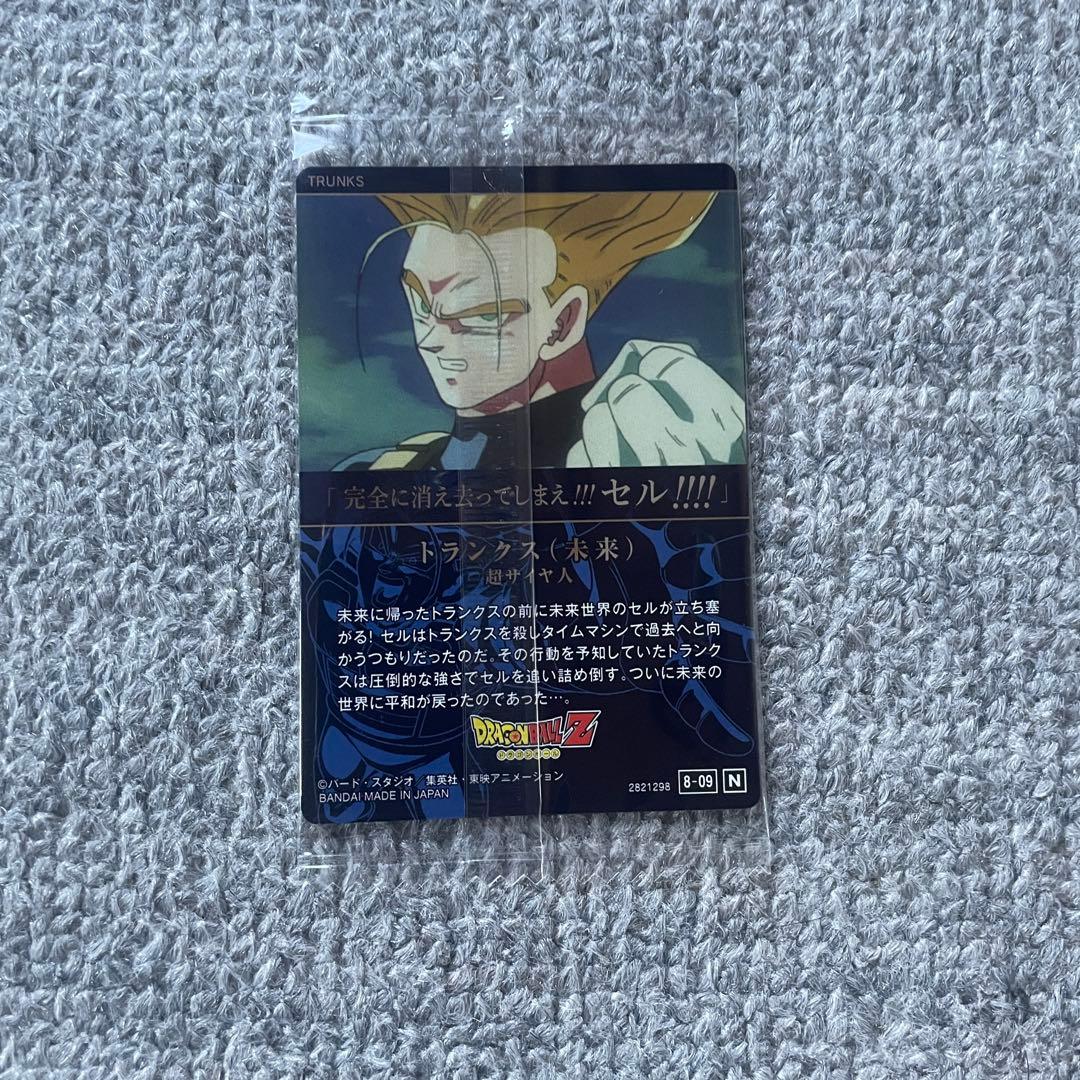 TRUNKS
「完全に消え去ってしまえ!!!セル!!!!」
トランクス(未来)
超サイヤ人
未来に帰ったトランクスの前に未来世界のセルが立ち塞
がる!セルはトランクスを殺しタイムマシンで過去へと向
かうつもりだったのだ。その行動を予知していたトランク
スは圧倒的な強さでセルを追い詰め倒す。ついに未来の
世界に平和が戻ったのであった…。
DRAGON BALL Z
ドラゴンボール
©バード・スタジオ 集英社・東映アニメーション
BANDAI MADE IN JAPAN
2821298 8-09 N